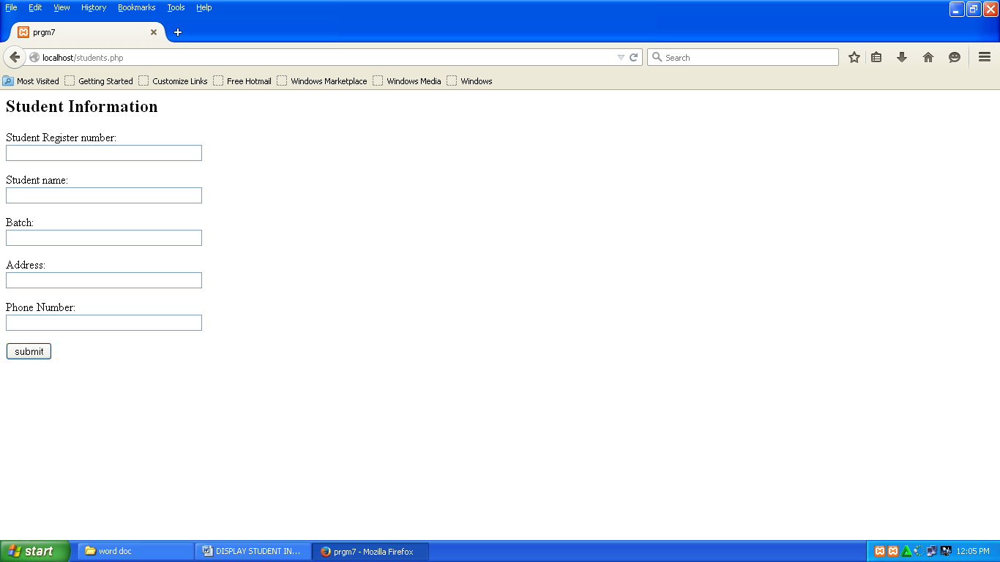 File Edit View History Bookmarks Tools Help
prgm7
localhost/students.php Search
Most Visited Getting Started Customize Links Free Hotmail Windows Marketplace Windows Media Windows
Student Information
Student Register number:
Student name:
Batch:
Address:
Phone Number:
submit
start word doc DISPLAY STUDENT IN... prgm7 - Mozilla Firefox 12:05 PM